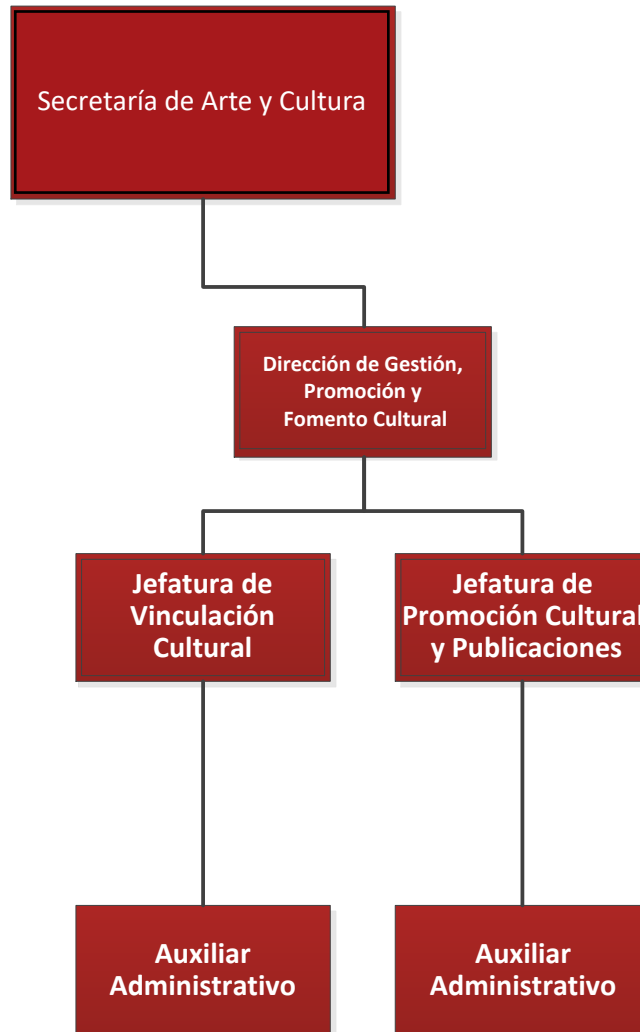 Secretaría de Arte y Cultura
Dirección de Gestión,
Promoción y
Fomento Cultural
Jefatura de
Vinculación
Cultural
Jefatura de
Promoción Cultural
y Publicaciones
Auxiliar
Administrativo
Auxiliar
Administrativo